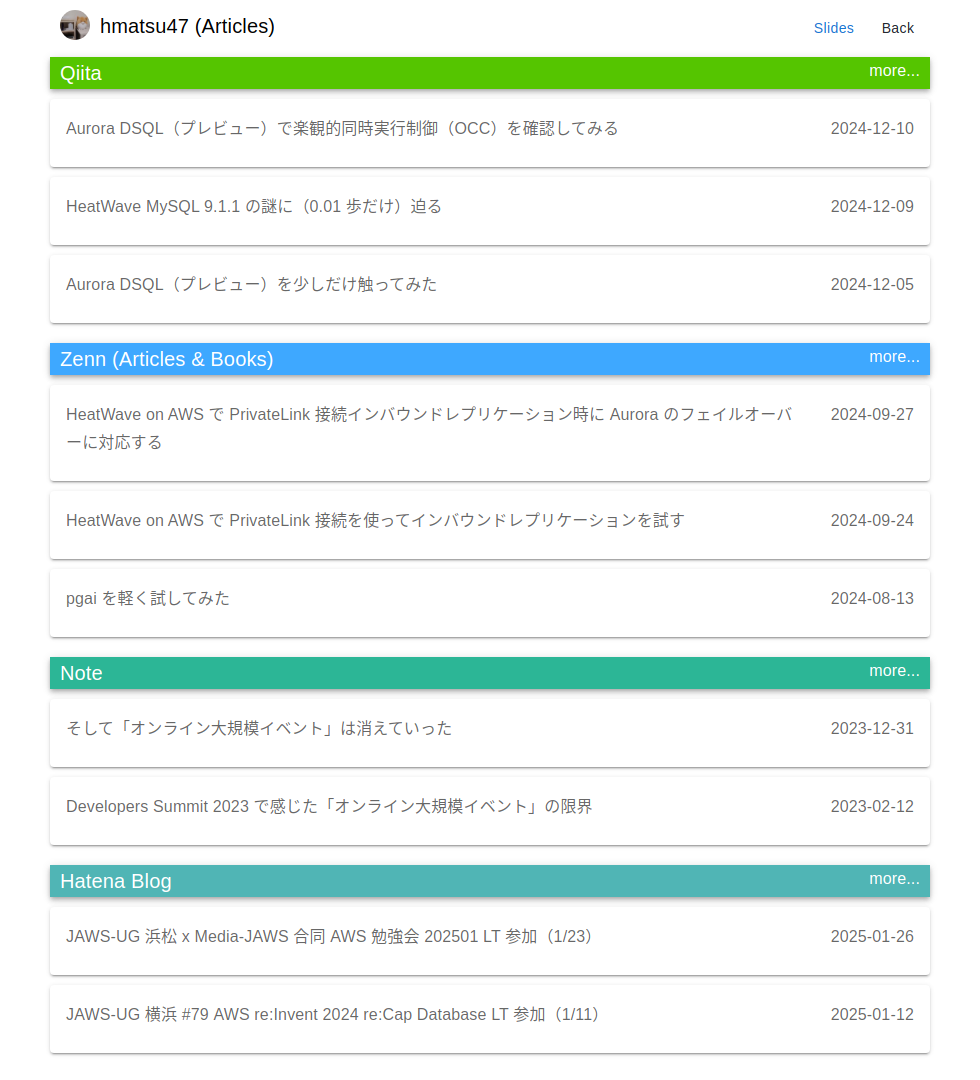 hmatsu47 (Articles)
Slides
Back
Qiita
more...
Aurora DSQL（プレビュー）で楽観的同時実行制御（OCC）を確認してみる
2024-12-10
HeatWave MySQL 9.1.1 の謎に（0.01 歩だけ）迫る
2024-12-09
Aurora DSQL（プレビュー）を少しだけ触ってみた
2024-12-05
Zenn (Articles & Books)
more...
HeatWave on AWS で PrivateLink 接続インバウンドレプリケーション時に Aurora のフェイルオーバ
ーに対応する
2024-09-27
HeatWave on AWS で PrivateLink 接続を使ってインバウンドレプリケーションを試す
2024-09-24
pgai を軽く試してみた
2024-08-13
Note
more...
そして「オンライン大規模イベント」は消えていった
2023-12-31
Developers Summit 2023 で感じた「オンライン大規模イベント」の限界
2023-02-12
Hatena Blog
more...
JAWS-UG 浜松 x Media-JAWS 合同 AWS 勉強会 202501 LT 参加（1/23）
2025-01-26
JAWS-UG 横浜 #79 AWS re:Invent 2024 re:Cap Database LT 参加（1/11）
2025-01-12